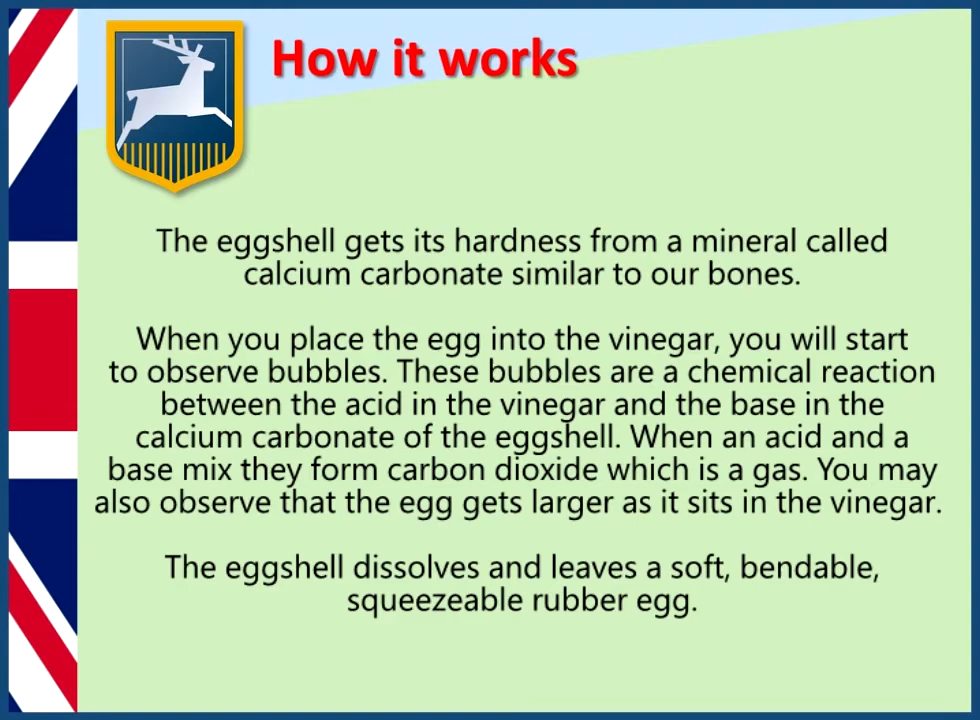 How it works
The eggshell gets its hardness from a mineral called
calcium carbonate similar to our bones.
When you place the egg into the vinegar, you will start
to observe bubbles. These bubbles are a chemical reaction
between the acid in the vinegar and the base in the
calcium carbonate of the eggshell. When an acid and a
base mix they form carbon dioxide which is a gas. You may
also observe that the egg gets larger as it sits in the vinegar.
The eggshell dissolves and leaves a soft, bendable,
squeezeable rubber egg.